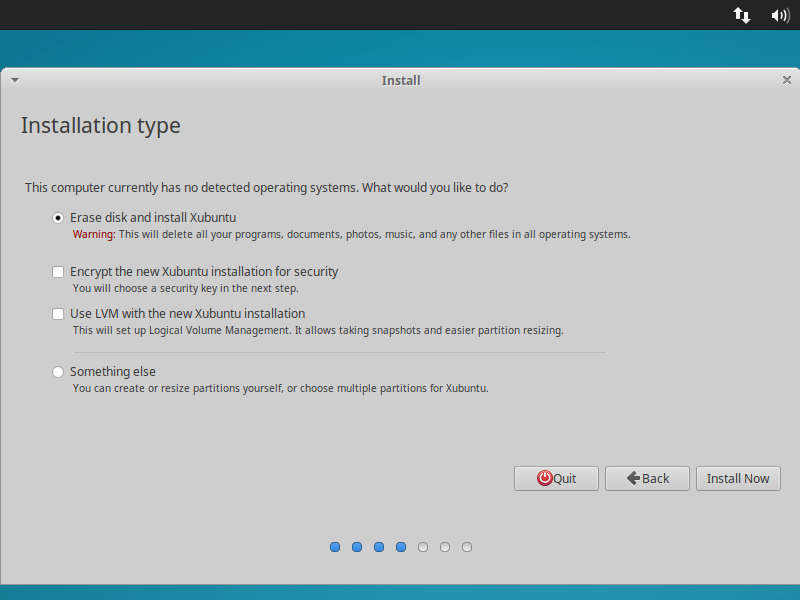 Install
Installation type
This computer currently has no detected operating systems. What would you like to do?
Erase disk and install Xubuntu
Warning: This will delete all your programs, documents, photos, music, and any other files in all operating systems.
Encrypt the new Xubuntu installation for security
You will choose a security key in the next step.
Use LVM with the new Xubuntu installation
This will set up Logical Volume Management. It allows taking snapshots and easier partition resizing.
Something else
You can create or resize partitions yourself, or choose multiple partitions for Xubuntu.
Quit
Back
Install Now